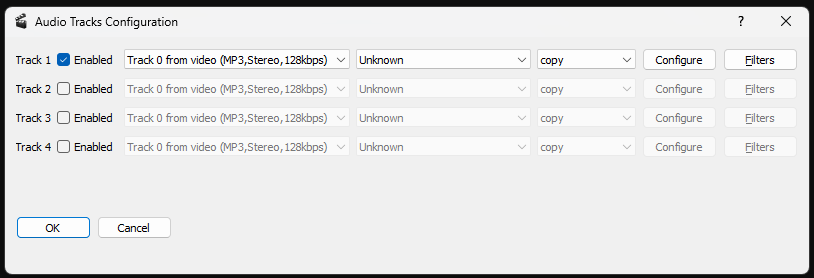 Audio Tracks Configuration ?
Track 1 Enabled Track 0 from video (MP3,Stereo,128kbps) Unknown copy Configure Filters
Track 2 Enabled Track 0 from video (MP3,Stereo,128kbps) Unknown copy Configure Filters
Track 3 Enabled Track 0 from video (MP3,Stereo,128kbps) Unknown copy Configure Filters
Track 4 Enabled Track 0 from video (MP3,Stereo,128kbps) Unknown copy Configure Filters
OK Cancel